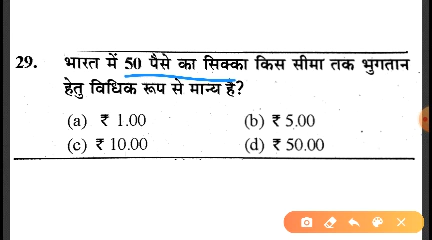 29. भारत में 50 पैसे का सिक्का किस सीमा तक भुगतान
हेतु विधिक रूप से मान्य है?
(a) ₹ 1.00 (b) ₹ 5.00
(c) ₹ 10.00 (d) ₹ 50.00